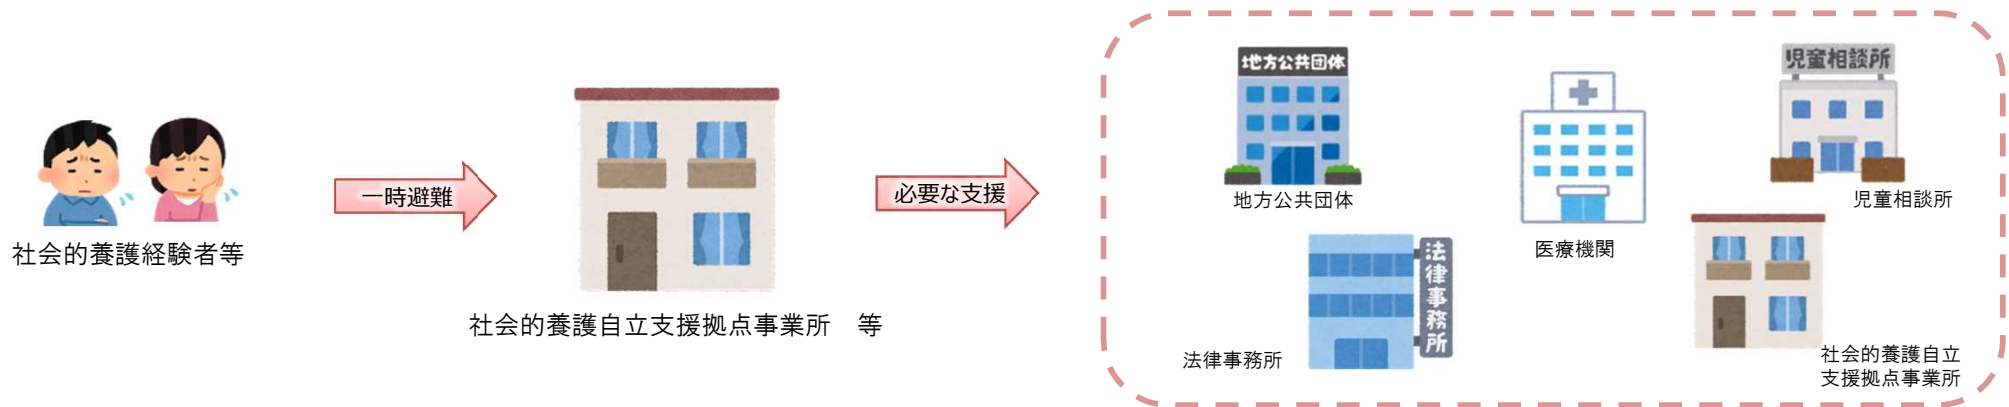 社会的養護経験者等
一時避難
社会的養護自立支援拠点事業所　等
必要な支援
地方公共団体
地方公共団体
医療機関
児童相談所
児童相談所
法律事務所
法律事務所
社会的養護自立
支援拠点事業所